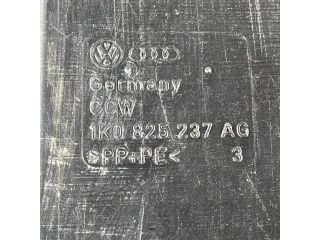 Germany
CCW
1K0 825 237 AG
>PP+PE< 3